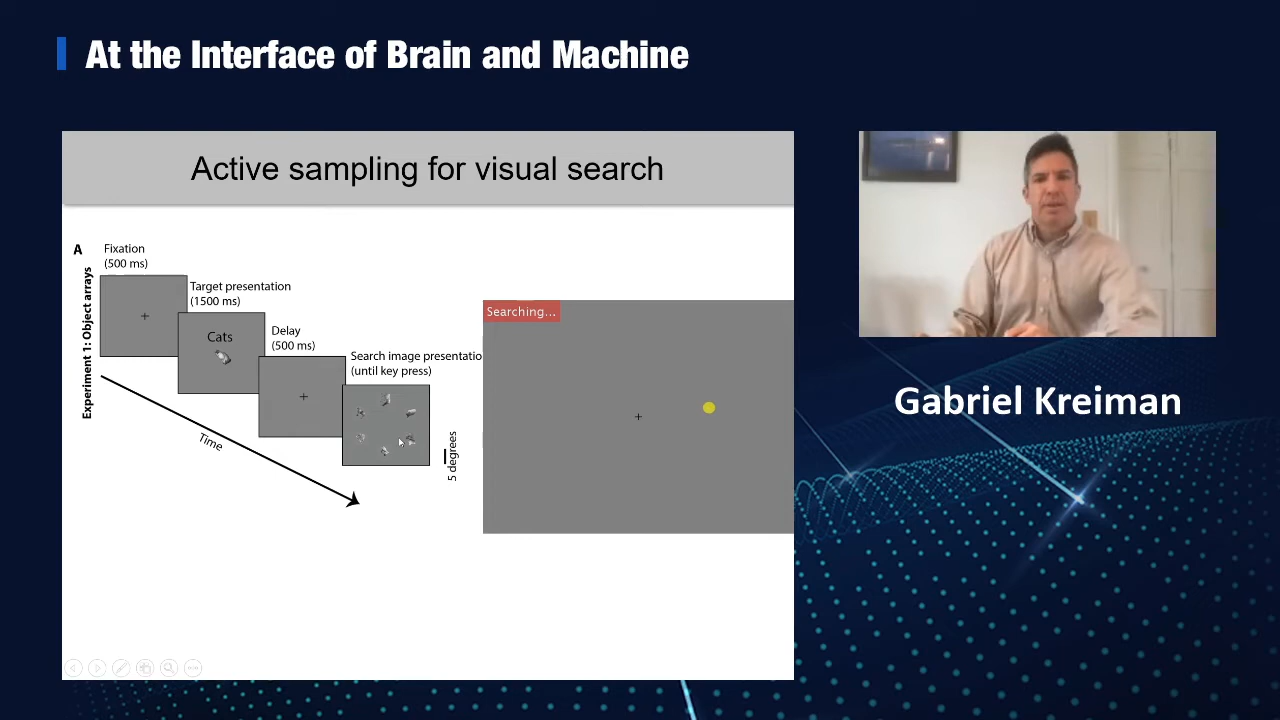 At the Interface of Brain and Machine
Active sampling for visual search
A
Fixation
(500 ms)
Experiment 1: Object arrays
Target presentation
(1500 ms)
Cats
Delay
(500 ms)
Search image presentatio
(until key press)
Time
5 degrees
Searching...
Gabriel Kreiman